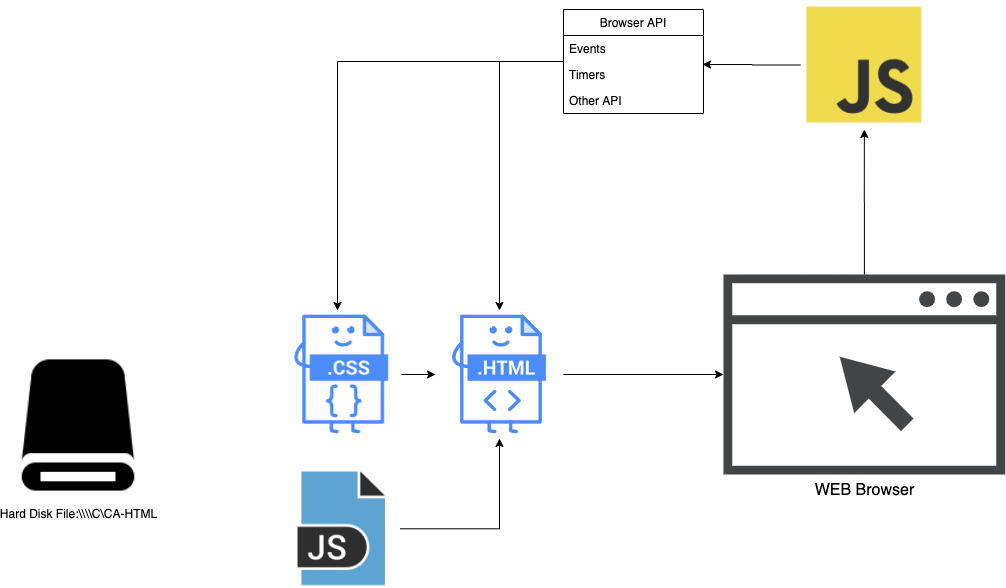 Browser API
Events
Timers
Other API
JS
.CSS
{ }
.HTML
< >
WEB Browser
Hard Disk File:\\\\C\CA-HTML
JS